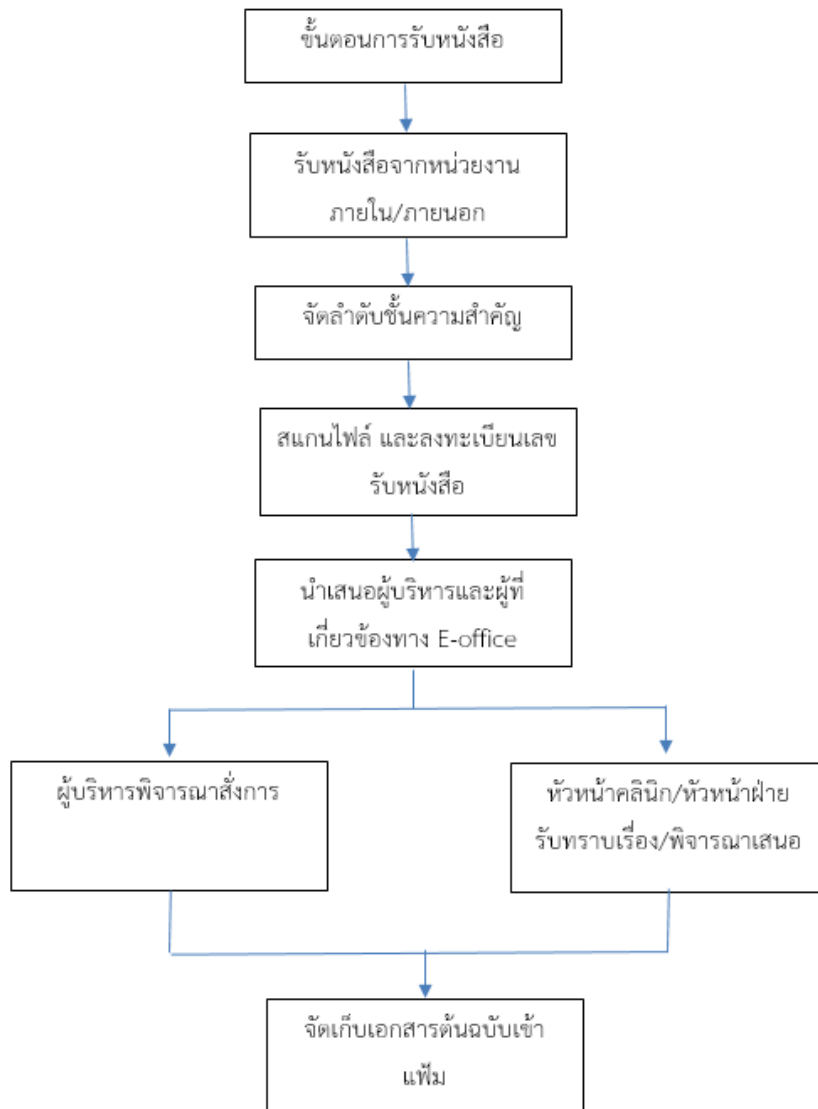 ขั้นตอนการรับหนังสือ
รับหนังสือจากหน่วยงาน
ภายใน/ภายนอก
จัดลำดับชั้นความสำคัญ
สแกนไฟล์ และลงทะเบียนเลข
รับหนังสือ
นำเสนอผู้บริหารและผู้ที่
เกี่ยวข้องทาง E-office
ผู้บริหารพิจารณาสั่งการ
หัวหน้าคลินิก/หัวหน้าฝ่าย
รับทราบเรื่อง/พิจารณาเสนอ
จัดเก็บเอกสารต้นฉบับเข้า
แฟ้ม